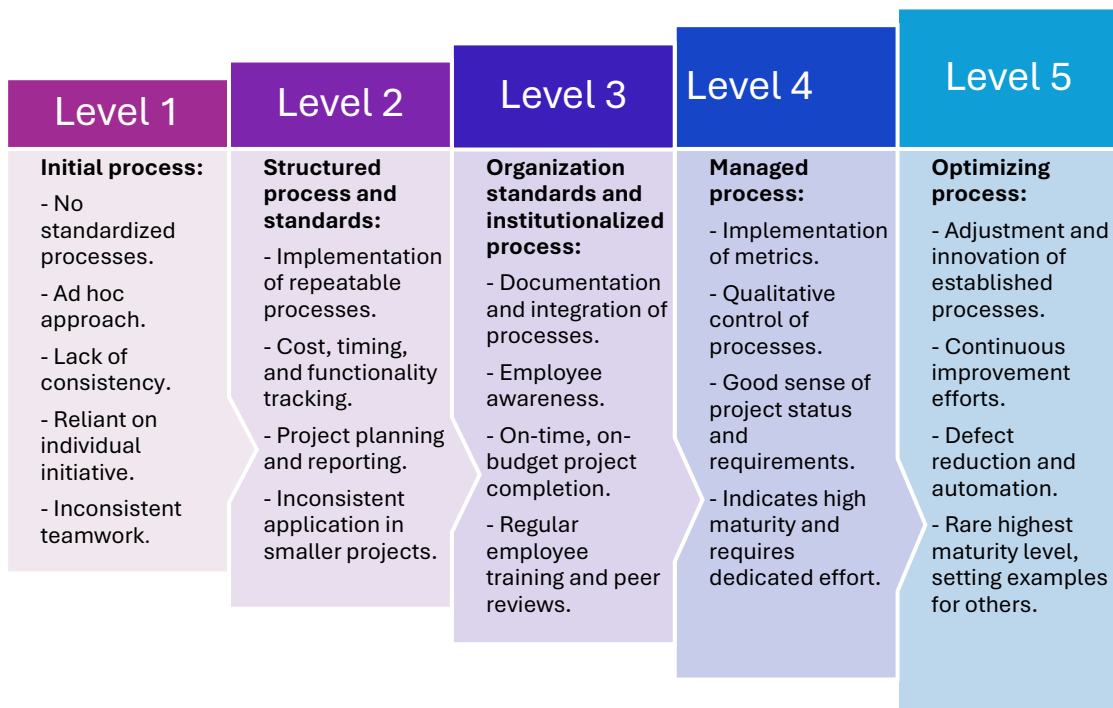 Level 1
Initial process:
- No
standardized
processes.
- Ad hoc
approach.
- Lack of
consistency.
- Reliant on
individual
initiative.
- Inconsistent
teamwork.
Level 2
Structured
process and
standards:
- Implementation
of repeatable
processes.
- Cost, timing,
and functionality
tracking.
- Project planning
and reporting.
- Inconsistent
application in
smaller projects.
Level 3
Organization
standards and
institutionalized
process:
- Documentation
and integration of
processes.
- Employee
awareness.
- On-time, on-
budget project
completion.
- Regular
employee
training and peer
reviews.
Level 4
Managed
process:
- Implementation
of metrics.
- Qualitative
control of
processes.
- Good sense of
project status
and
requirements.
- Indicates high
maturity and
requires
dedicated effort.
Level 5
Optimizing
process:
- Adjustment and
innovation of
established
processes.
- Continuous
improvement
efforts.
- Defect
reduction and
automation.
- Rare highest
maturity level,
setting examples
for others.